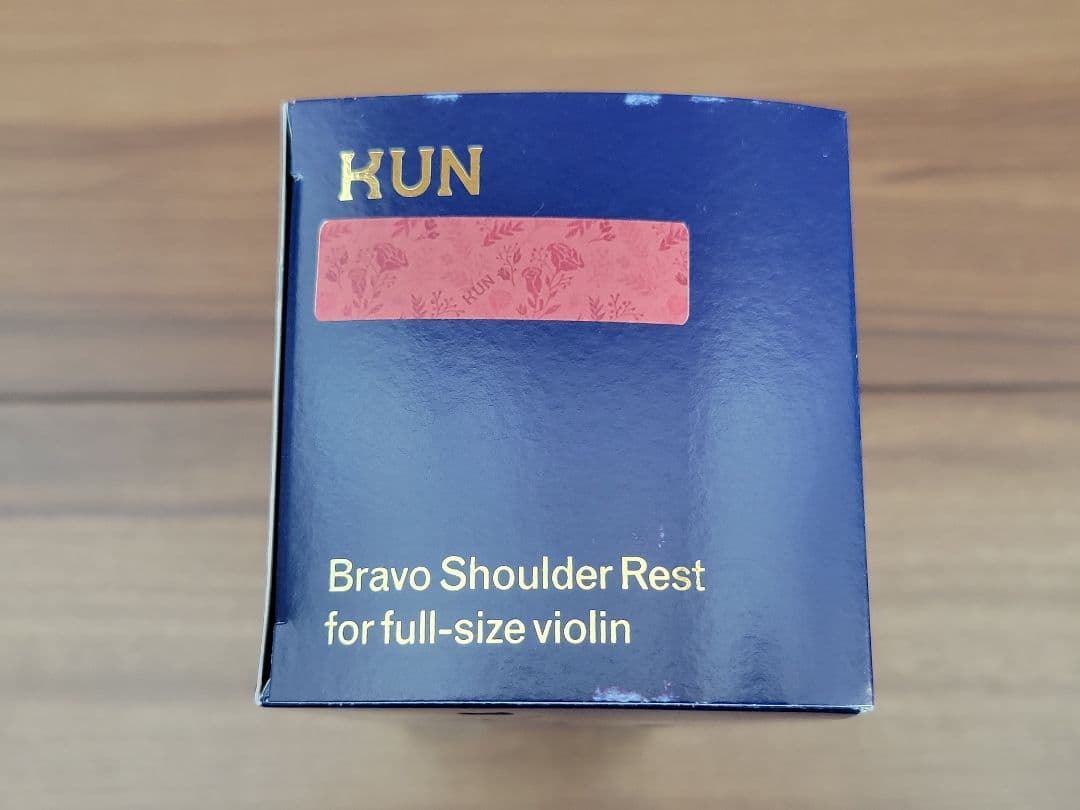 KUN
KUN
Bravo Shoulder Rest
for full-size violin